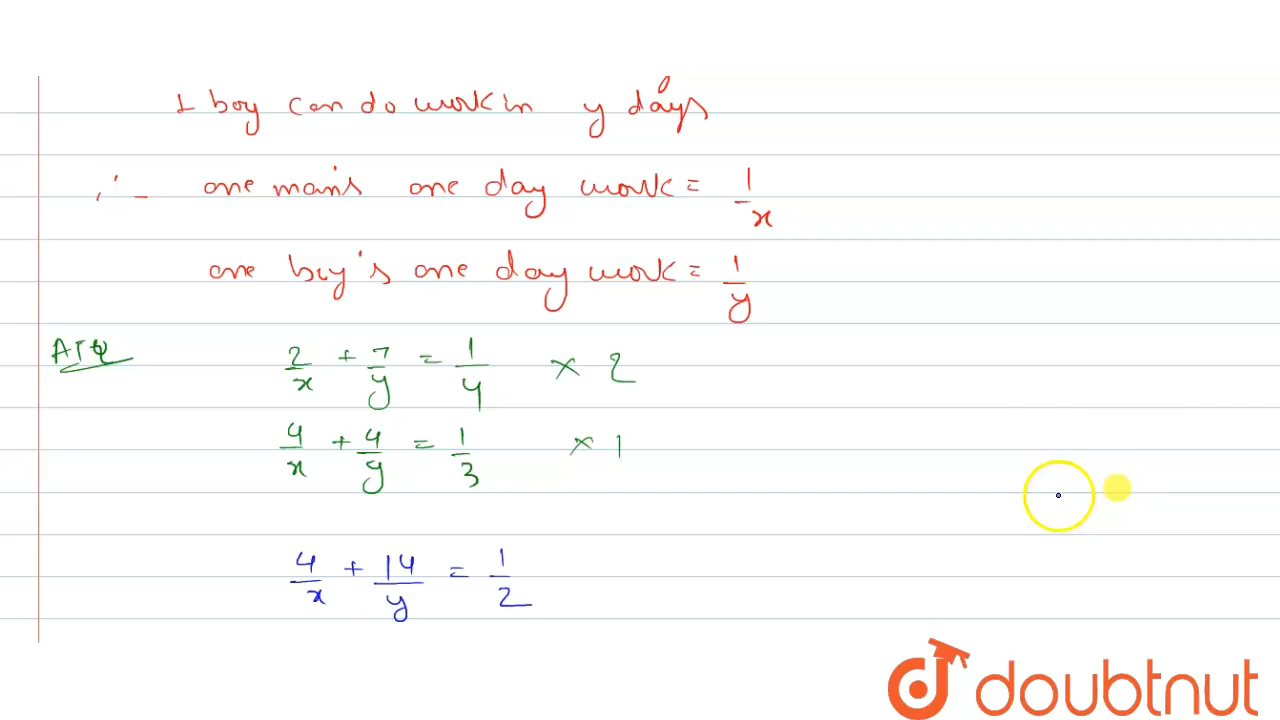 1 boy can do work in y days
∴ one man's one day work = 1/x
one boy's one day work = 1/y
ATQ 2/x + 7/y = 1/4 × 2
4/x + 4/y = 1/3 × 1
4/x + 14/y = 1/2
doubtnut